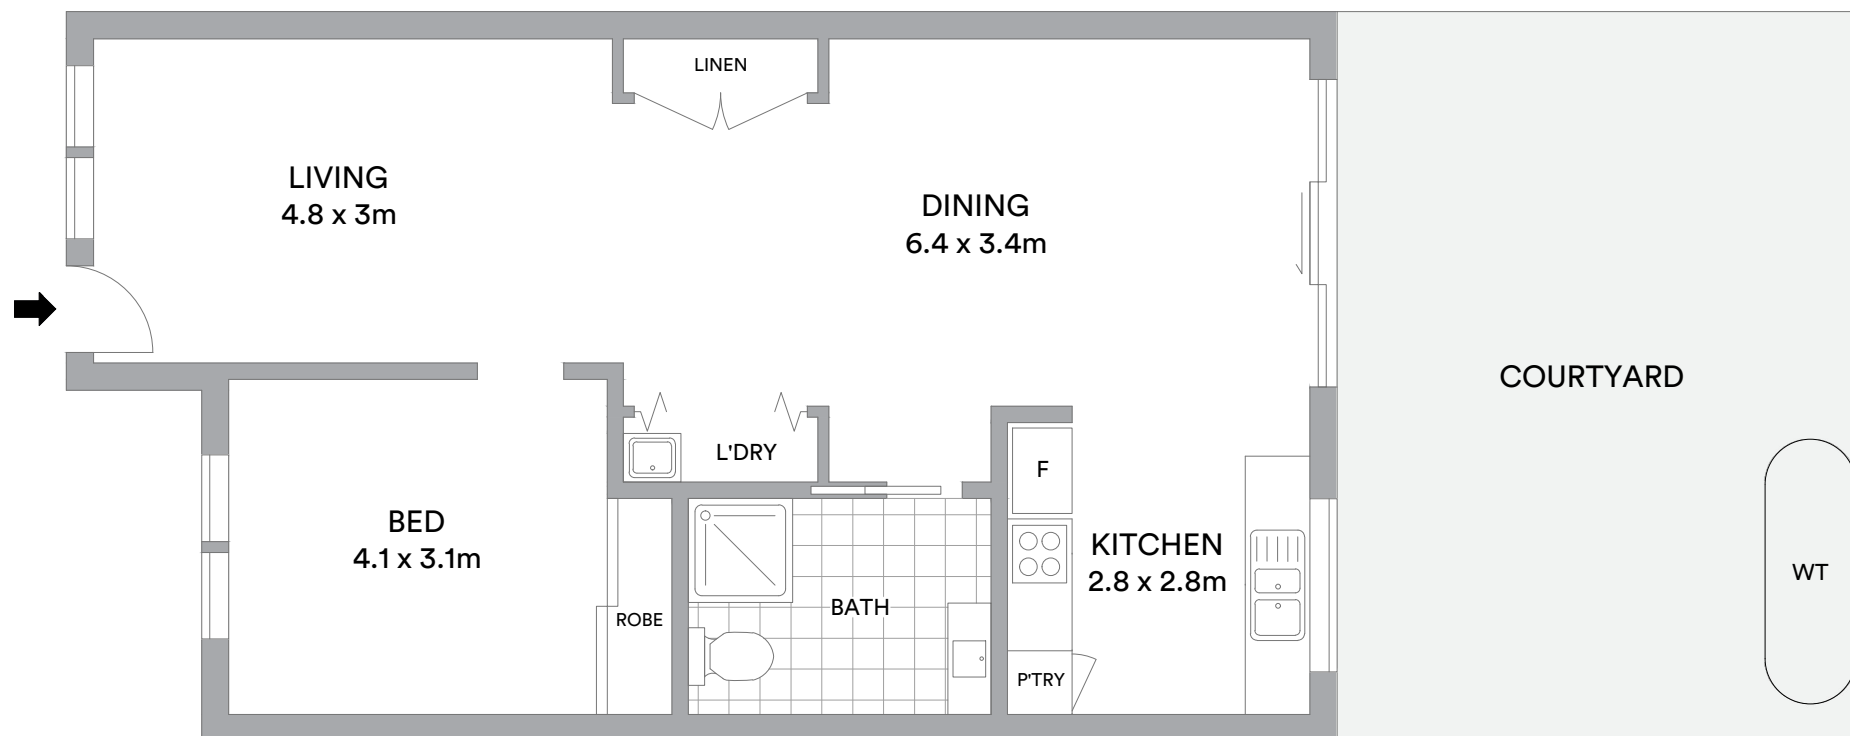 LINEN
LIVING
4.8 x 3m
DINING
6.4 x 3.4m
COURTYARD
L'DRY
F
BED
4.1 x 3.1m
KITCHEN
2.8 x 2.8m
WT
BATH
ROBE
P'TRY